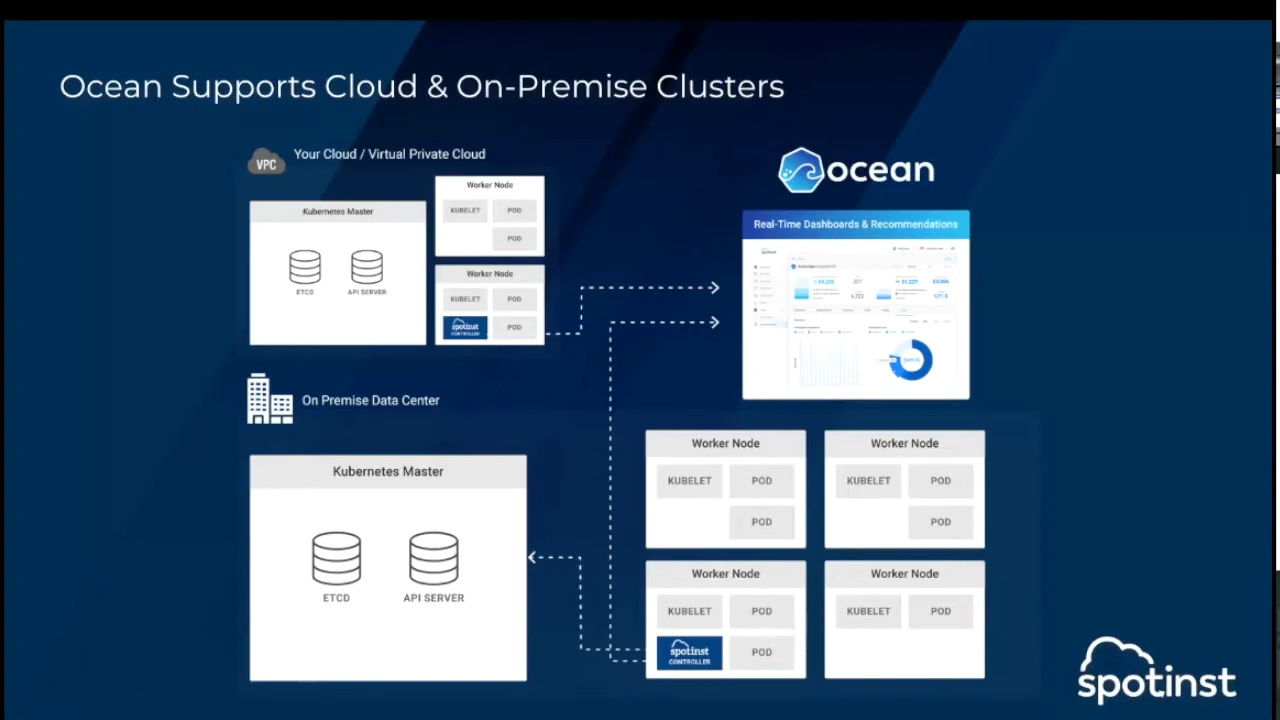 Ocean Supports Cloud & On-Premise Clusters
VPC
Your Cloud / Virtual Private Cloud
Kubernetes Master
ETCD
API SERVER
Worker Node
KUBELET
POD
POD
Worker Node
KUBELET
POD
spotinst
CONTROLLER
POD
ocean
Real-Time Dashboards & Recommendations
spotinst
On Premise Data Center
Kubernetes Master
ETCD
API SERVER
Worker Node
KUBELET
POD
POD
Worker Node
KUBELET
POD
POD
Worker Node
KUBELET
POD
spotinst
CONTROLLER
POD
Worker Node
KUBELET
POD
spotinst